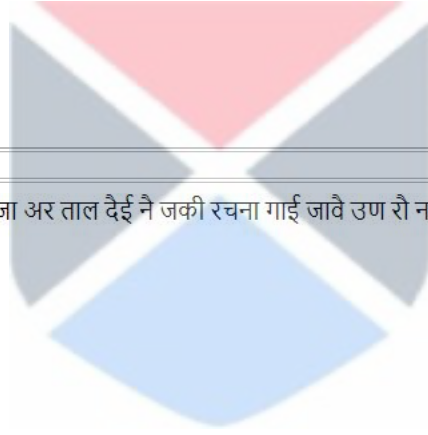 जा अर ताल दैई नै जकी रचना गाई जावै उण रौ न